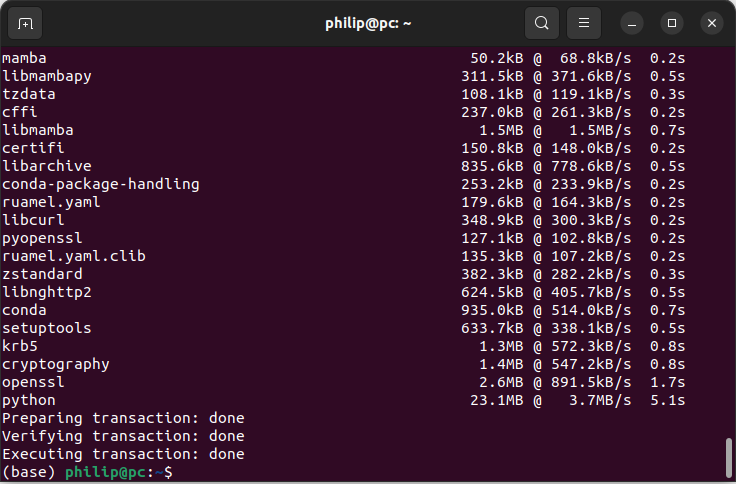 philip@pc: ~
mamba 50.2kB @ 68.8kB/s 0.2s
libmambapy 311.5kB @ 371.6kB/s 0.5s
tzdata 108.1kB @ 119.1kB/s 0.3s
cffi 237.0kB @ 261.3kB/s 0.2s
libmamba 1.5MB @ 1.5MB/s 0.7s
certifi 150.8kB @ 148.0kB/s 0.2s
libarchive 835.6kB @ 778.6kB/s 0.5s
conda-package-handling 253.2kB @ 233.9kB/s 0.2s
ruamel.yaml 179.6kB @ 164.3kB/s 0.2s
libcurl 348.9kB @ 300.3kB/s 0.2s
pyopenssl 127.1kB @ 102.8kB/s 0.2s
ruamel.yaml.clib 135.3kB @ 107.2kB/s 0.2s
zstandard 382.3kB @ 282.2kB/s 0.3s
libnghttp2 624.5kB @ 405.7kB/s 0.5s
conda 935.0kB @ 514.0kB/s 0.7s
setuptools 633.7kB @ 338.1kB/s 0.5s
krb5 1.3MB @ 572.3kB/s 0.8s
cryptography 1.4MB @ 547.2kB/s 0.8s
openssl 2.6MB @ 891.5kB/s 1.7s
python 23.1MB @ 3.7MB/s 5.1s
Preparing transaction: done
Verifying transaction: done
Executing transaction: done
(base) philip@pc:~$